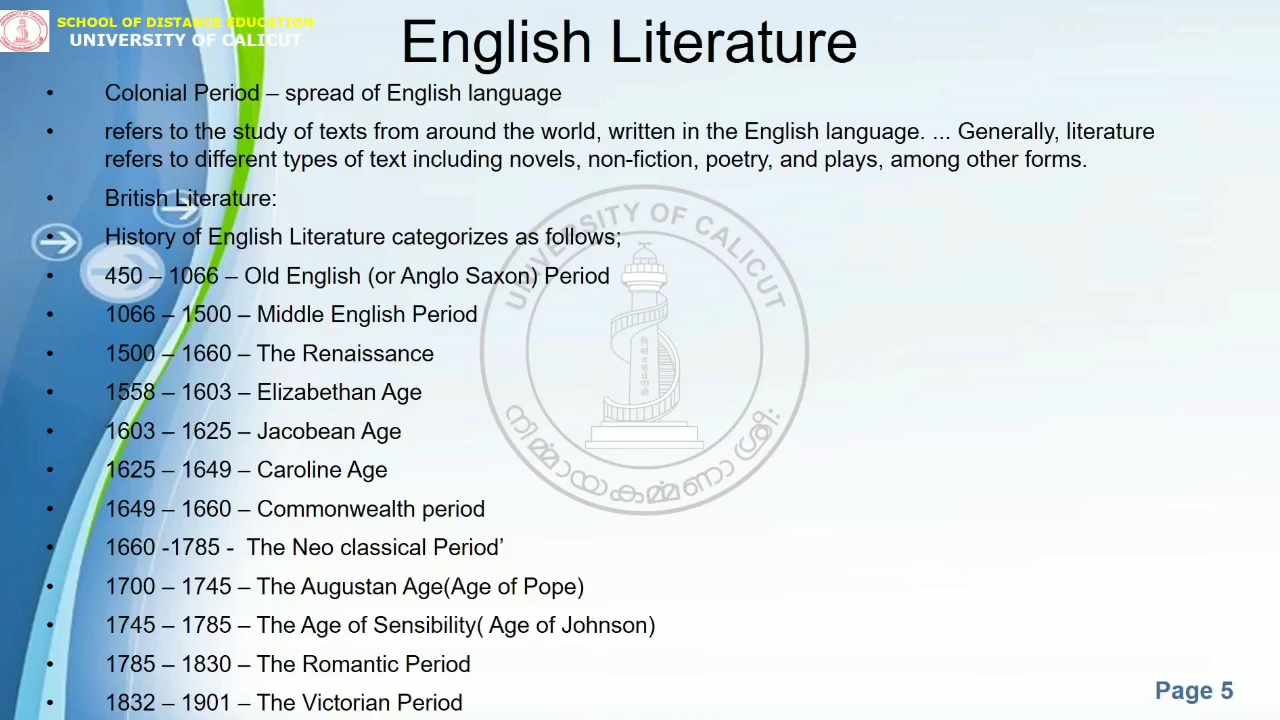 SCHOOL OF DISTANCE EDUCATION
UNIVERSITY OF CALICUT
English Literature
• Colonial Period – spread of English language
• refers to the study of texts from around the world, written in the English language. ... Generally, literature
refers to different types of text including novels, non-fiction, poetry, and plays, among other forms.
• British Literature:
• History of English Literature categorizes as follows;
• 450 – 1066 – Old English (or Anglo Saxon) Period
• 1066 – 1500 – Middle English Period
• 1500 – 1660 – The Renaissance
• 1558 – 1603 – Elizabethan Age
• 1603 – 1625 – Jacobean Age
• 1625 – 1649 – Caroline Age
• 1649 – 1660 – Commonwealth period
• 1660 -1785 - The Neo classical Period’
• 1700 – 1745 – The Augustan Age(Age of Pope)
• 1745 – 1785 – The Age of Sensibility( Age of Johnson)
• 1785 – 1830 – The Romantic Period
• 1832 – 1901 – The Victorian Period
UNIVERSITY OF CALICUT
നിർമ്മായകർമ്മണാ ശ്രീഃ
Page 5